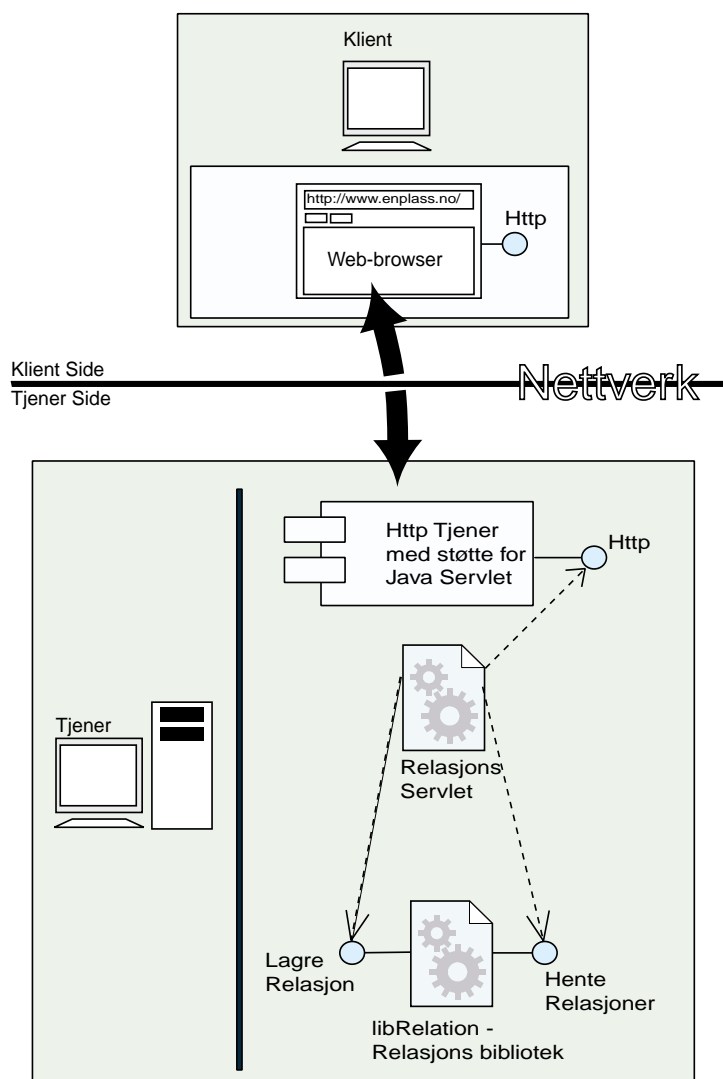 Klient
http://www.enplass.no/
Http
Web-browser
Klient Side
Nettverk
Tjener Side
Http Tjener
med støtte for
Java Servlet
Http
Tjener
Relasjons
Servlet
Lagre
Relasjon
Hente
Relasjoner
libRelation -
Relasjons bibliotek